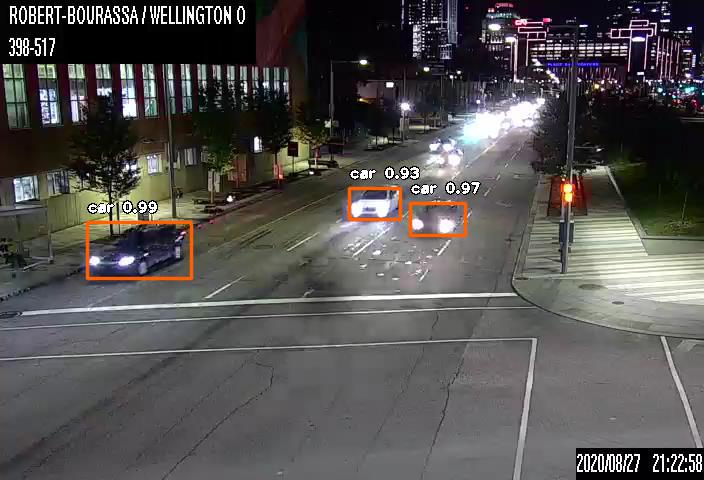 ROBERT-BOURASSA / WELLINGTON O
398-517
car 0.93
car 0.97
car 0.99
2020/08/27 21:22:58